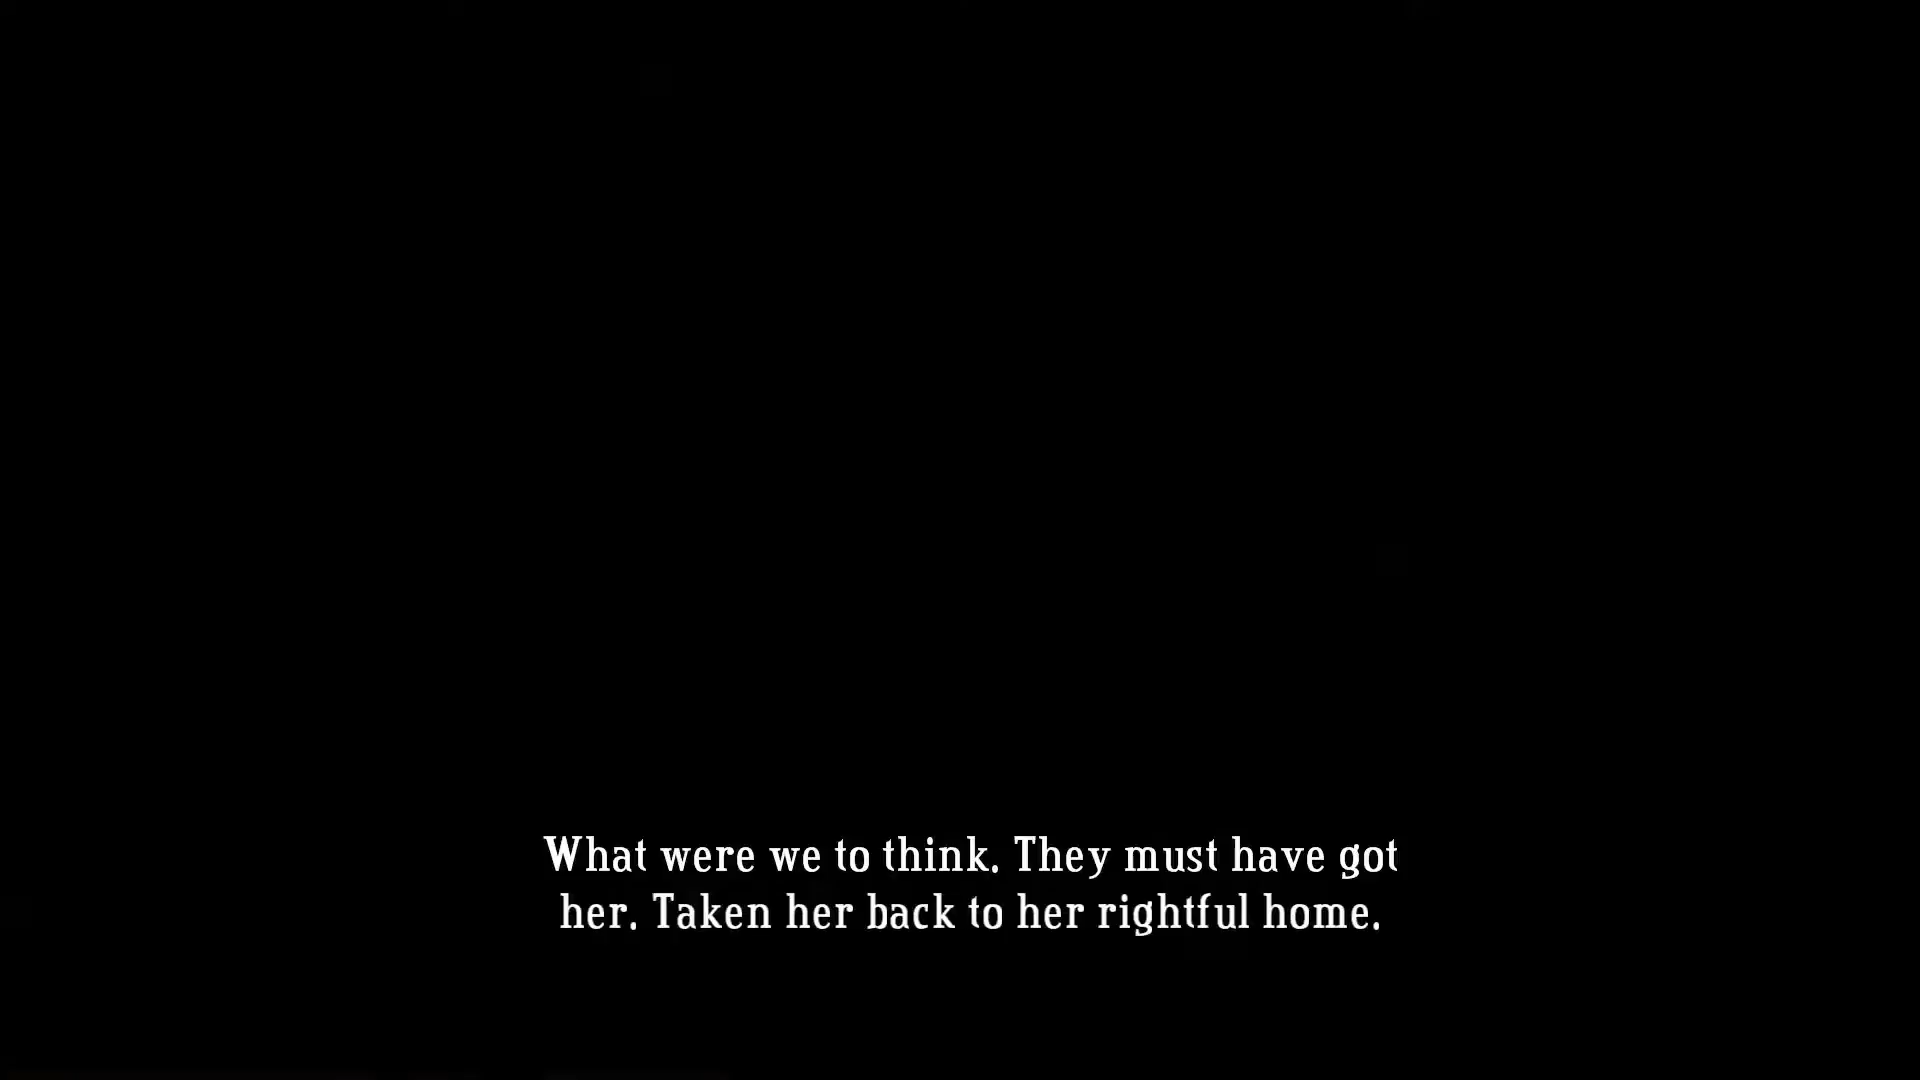 What were we to think. They must have got
her. Taken her back to her rightful home.